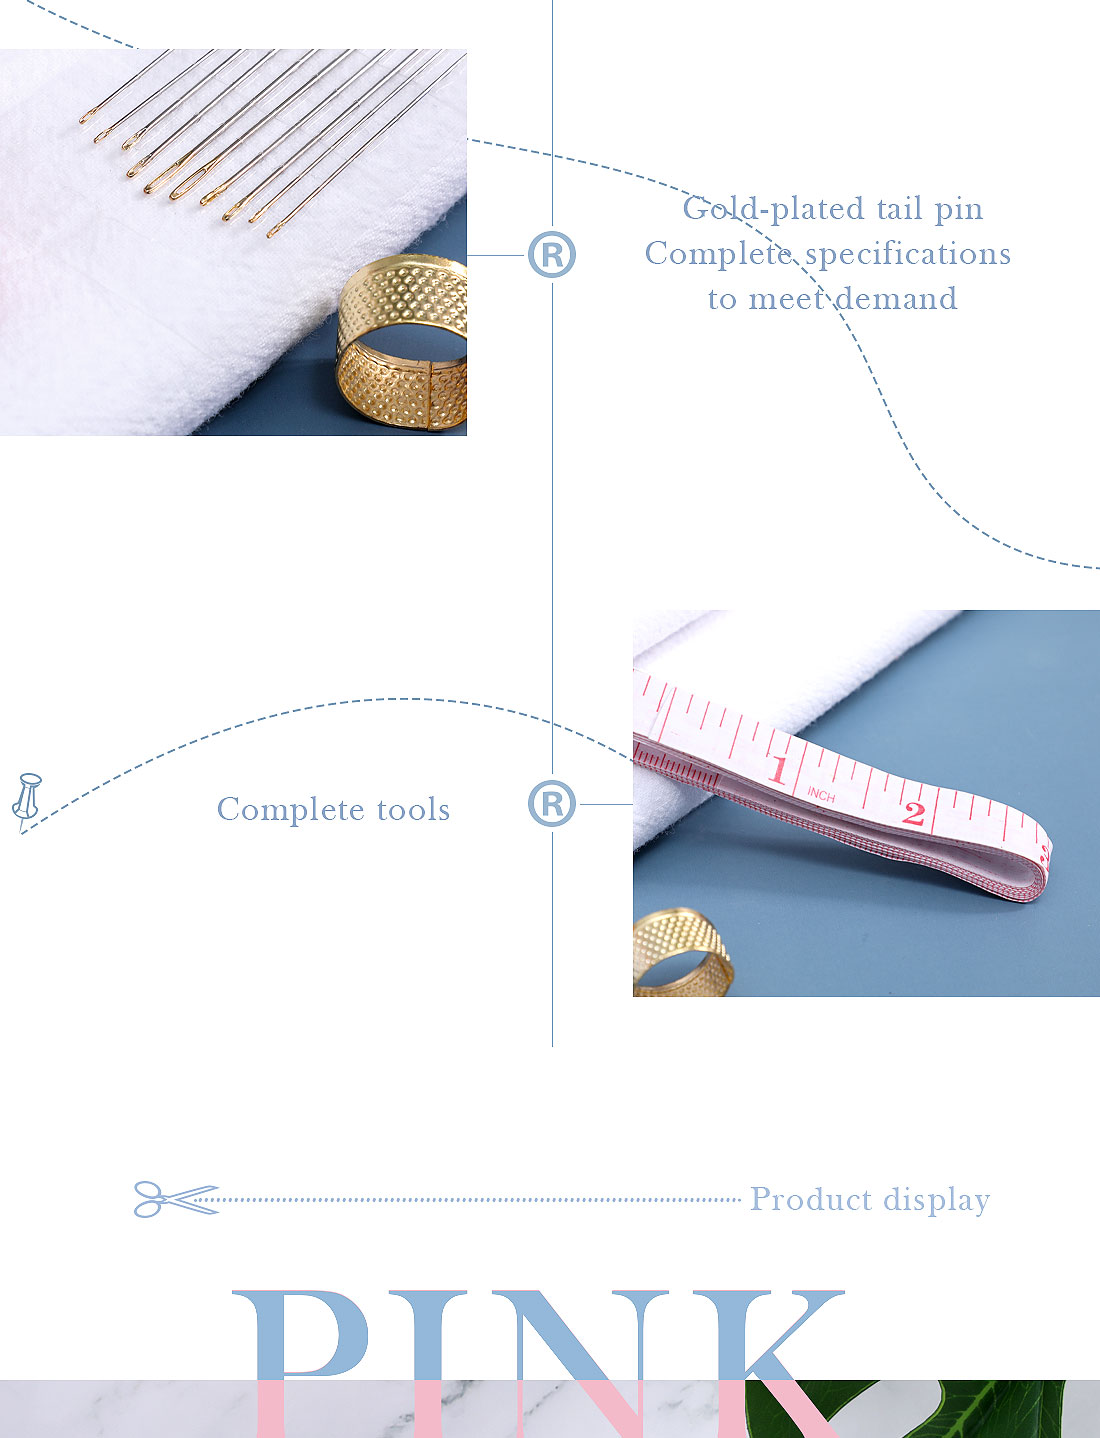 Gold-plated tail pin
Complete specifications
®
to meet demand
1
INCH
2
Complete tools
®
Product display
PINK